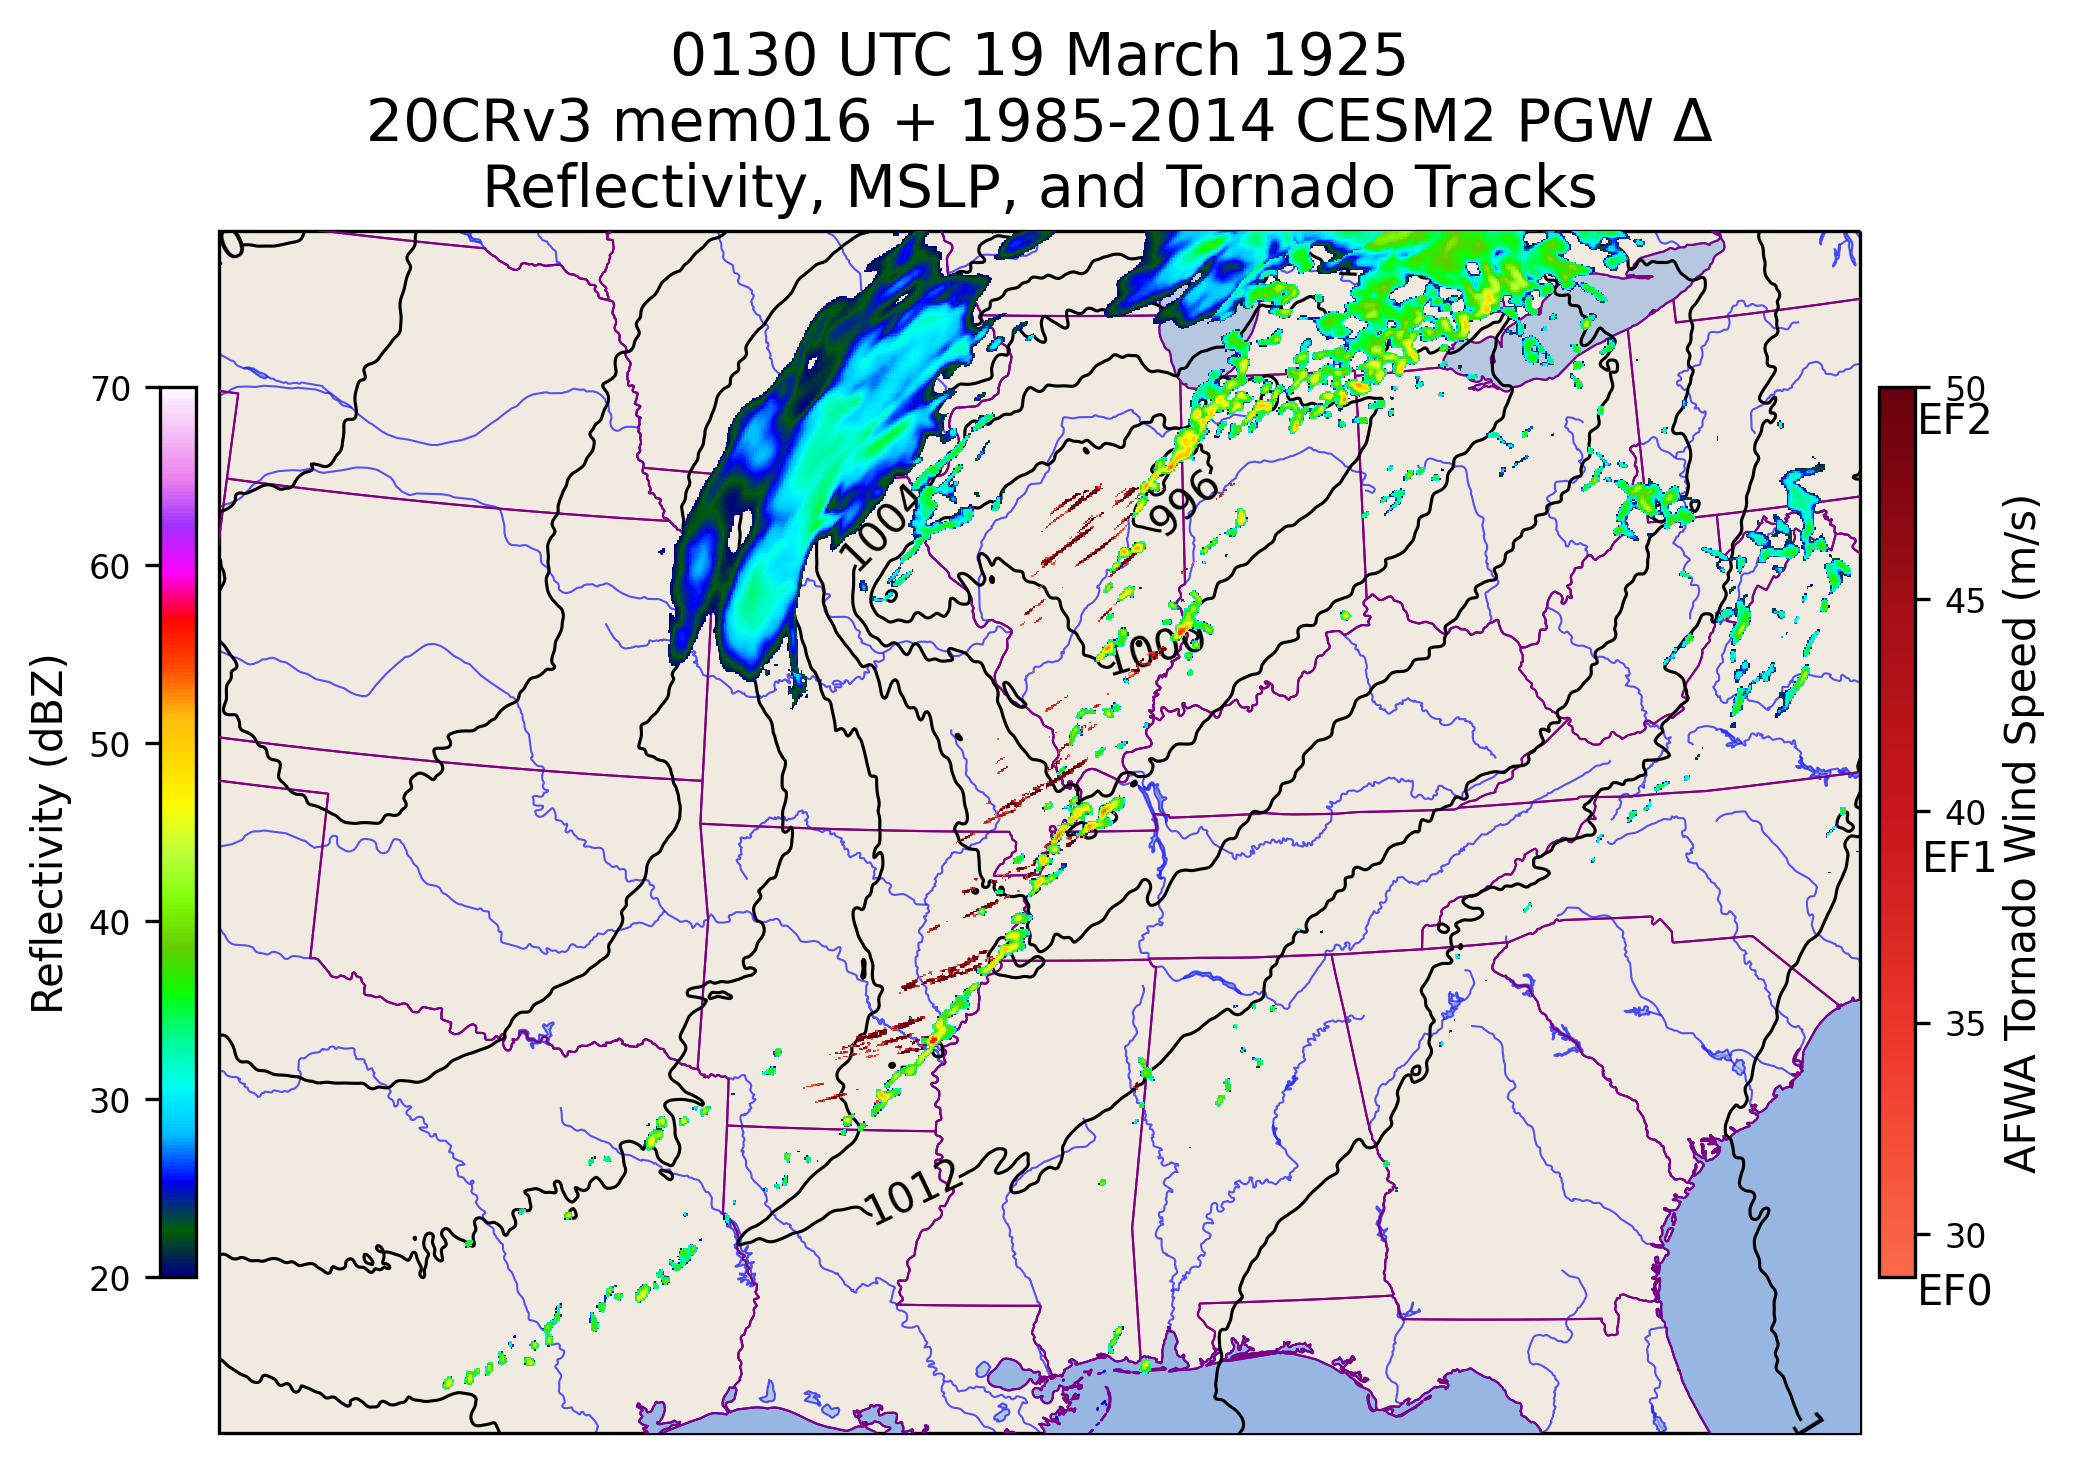 0130 UTC 19 March 1925
20CRv3 mem016 + 1985-2014 CESM2 PGW Δ
Reflectivity, MSLP, and Tornado Tracks
0
70
60
50
40
30
20
Reflectivity (dBZ)
1004
996
1000
1012
1
50
EF2
45
40
EF1
35
30
EF0
AFWA Tornado Wind Speed (m/s)